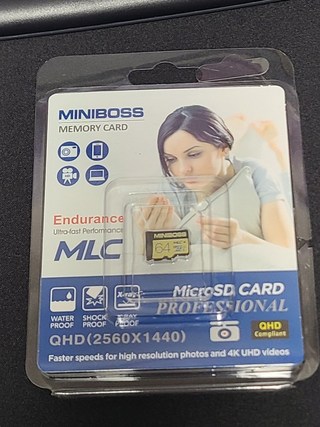 MINIBOSS
MEMORY CARD
Endurance
Ultra-fast Performance
MLC
MINIBOSS
64
MicroSD CARD
PROFESSIONAL
WATER PROOF
SHOCK PROOF
X-ray
X-RAY PROOF
QHD(2560X1440)
QHD
Compliant
Faster speeds for high resolution photos and 4K UHD videos